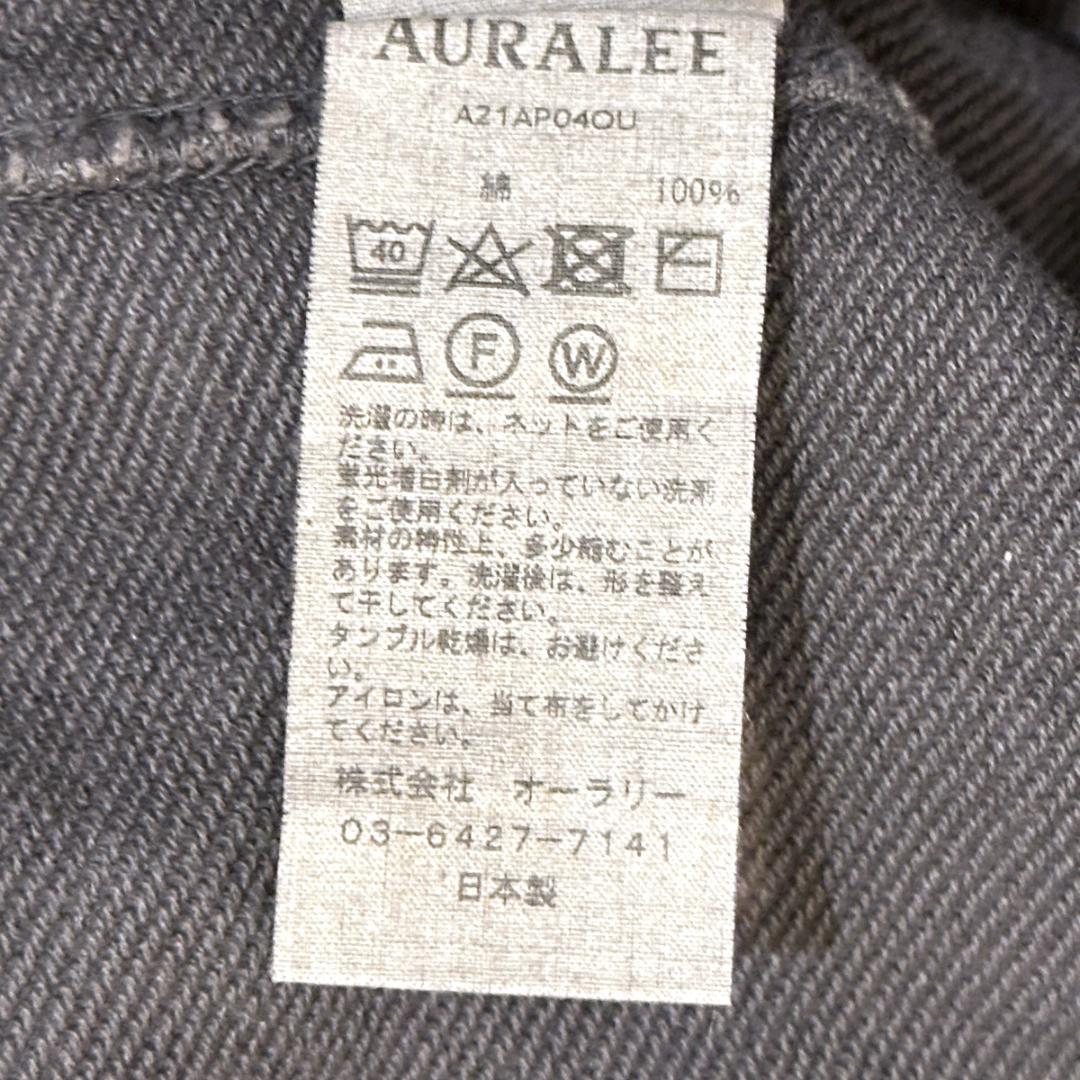 AURALEE
A21AP04OU
綿 100%
40
F W
洗濯の時は、ネットをご使用く
ださい。
蛍光増白剤が入っていない洗剤
をご使用ください。
素材の特性上、多少縮むことが
あります。洗濯後は、形を整え
て干してください。
タンブル乾燥は、お避けくださ
い。
アイロンは、当て布をしてかけ
てください。
株式会社 オーラリー
03-6427-7141
日本製